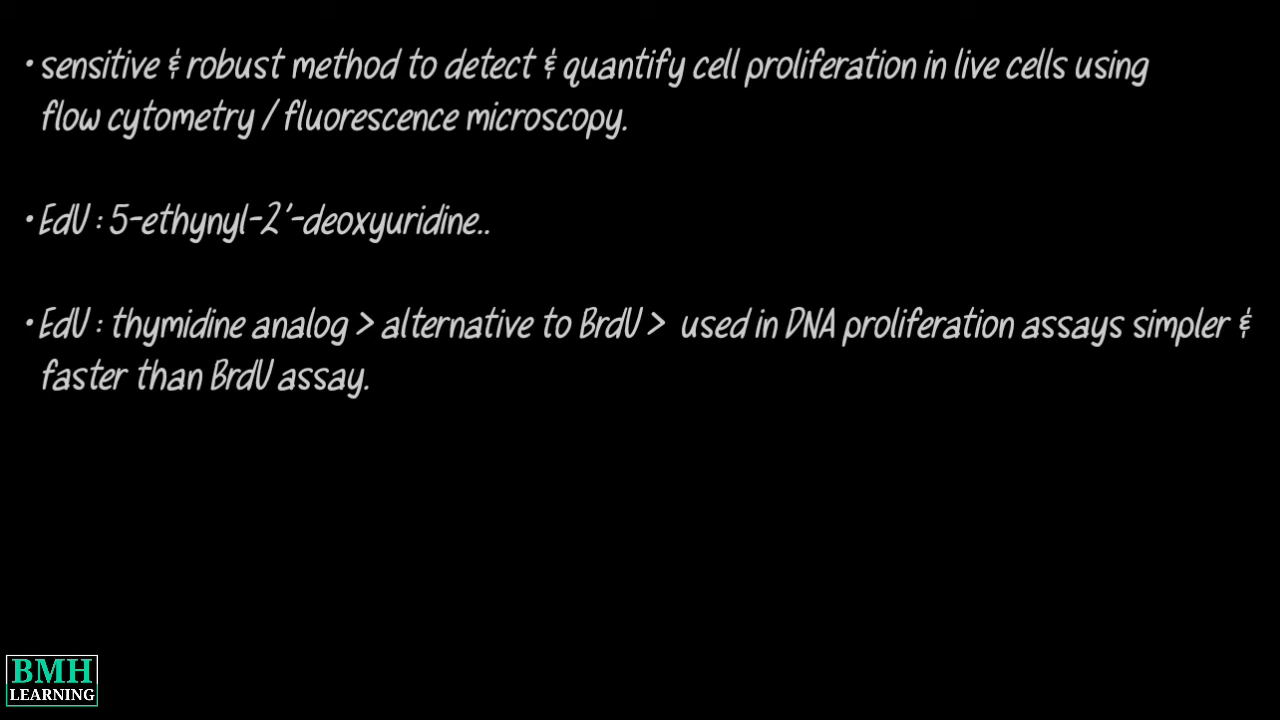 • sensitive & robust method to detect & quantify cell proliferation in live cells using
flow cytometry / fluorescence microscopy.
• EdU : 5-ethynyl-2'-deoxyuridine..
• EdU : thymidine analog > alternative to BrdU > used in DNA proliferation assays simpler &
faster than BrdU assay.
BMH
LEARNING